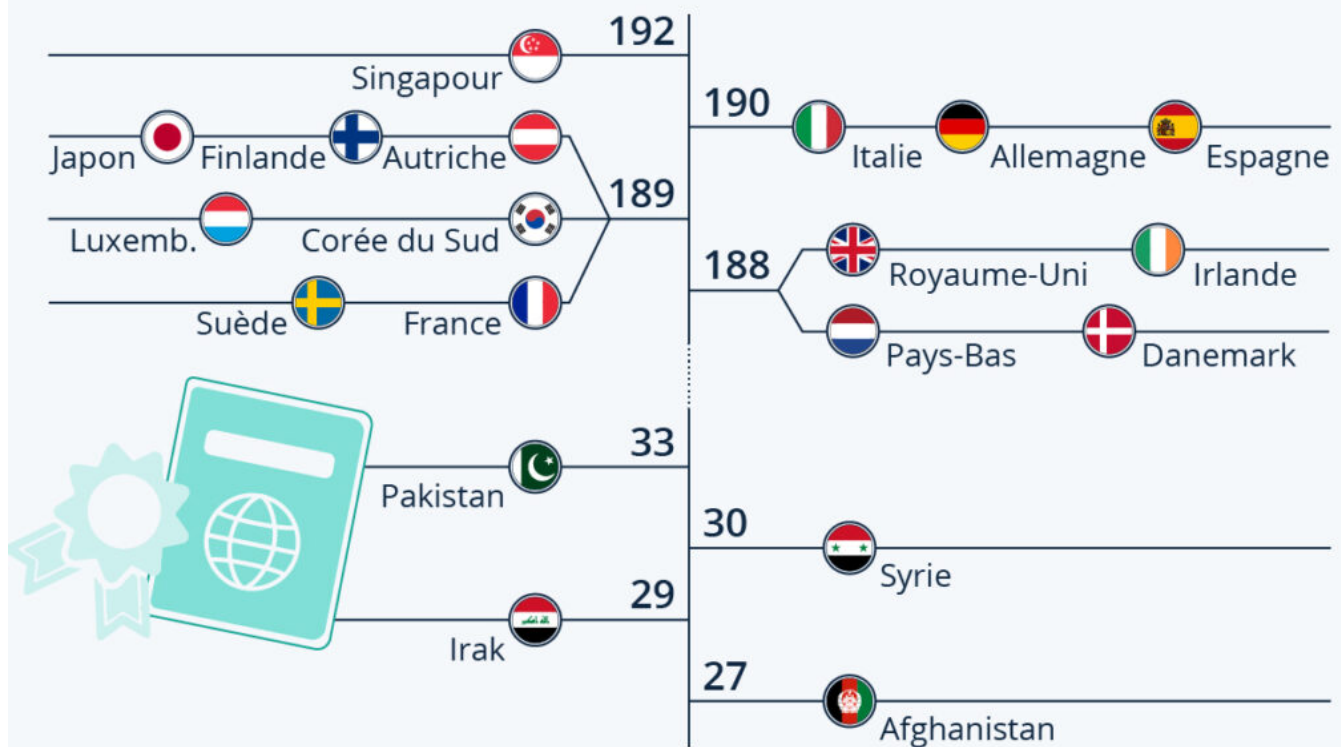 192
Singapour
190
Italie Allemagne Espagne
Japon Finlande Autriche
189
Luxemb. Corée du Sud
188
Royaume-Uni Irlande
Suède France
Pays-Bas Danemark
33
Pakistan
30
Syrie
29
Irak
27
Afghanistan